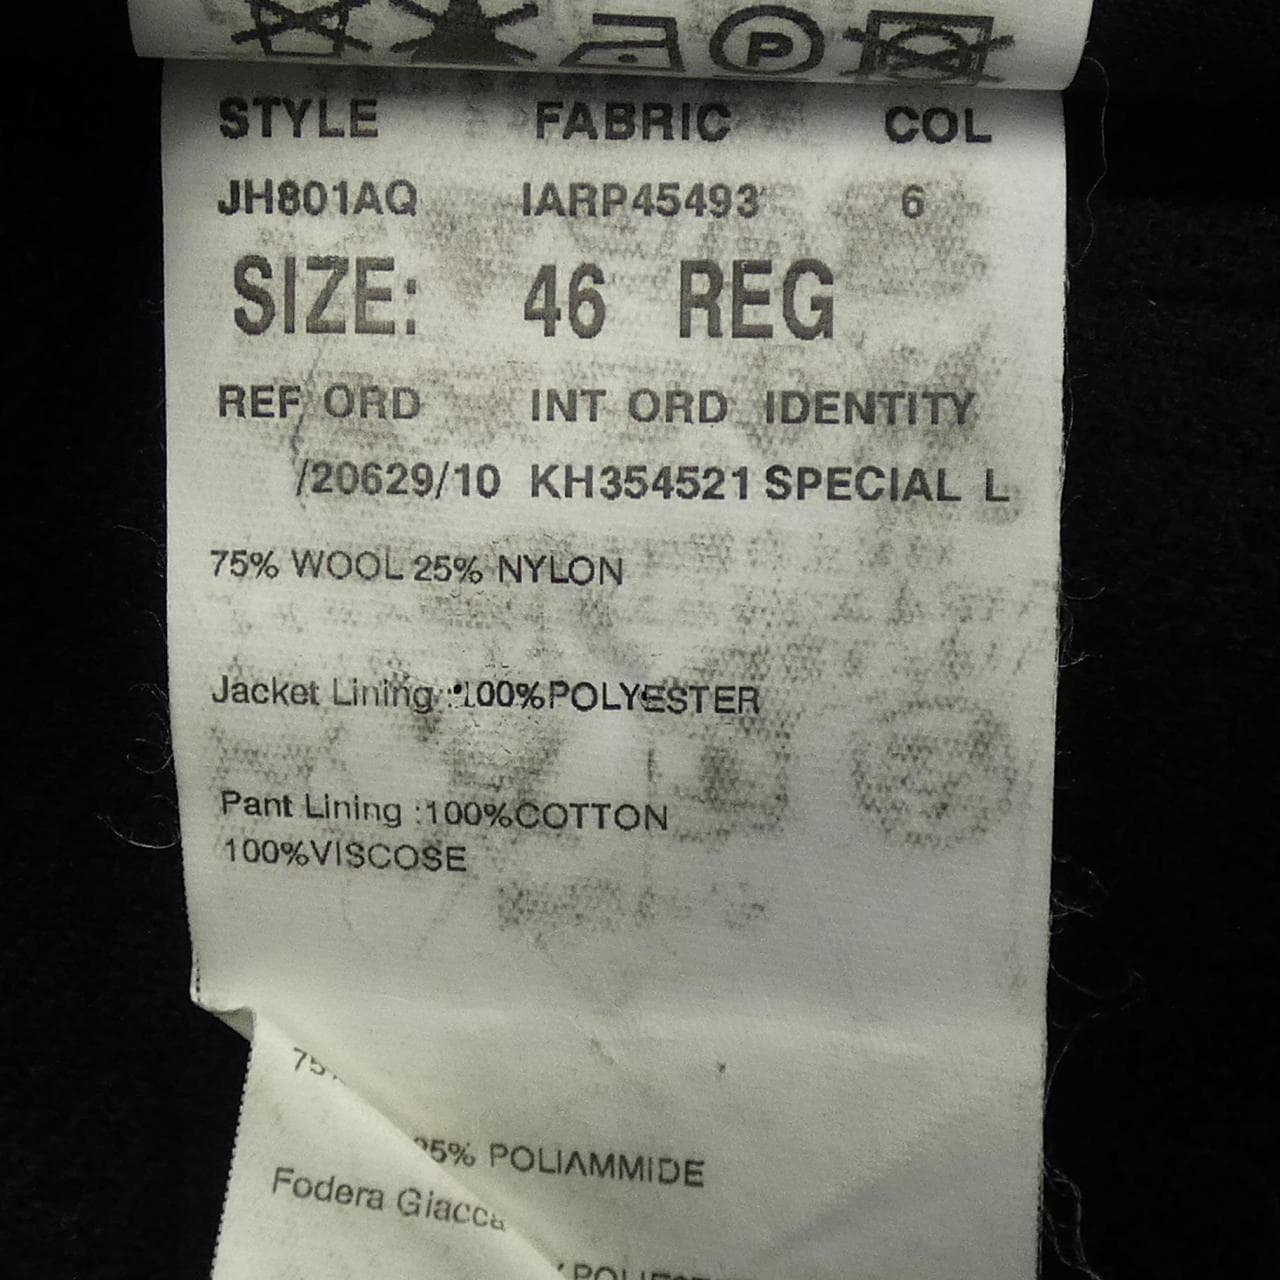 P
STYLE FABRIC COL
JH801AQ IARP45493 6
SIZE: 46 REG
REF ORD INT ORD IDENTITY
/20629/10 KH354521 SPECIAL L
75% WOOL 25% NYLON
Jacket Lining :100%POLYESTER
Pant Lining :100%COTTON
100%VISCOSE
25% POLIAMMIDE
Fodera Giacca